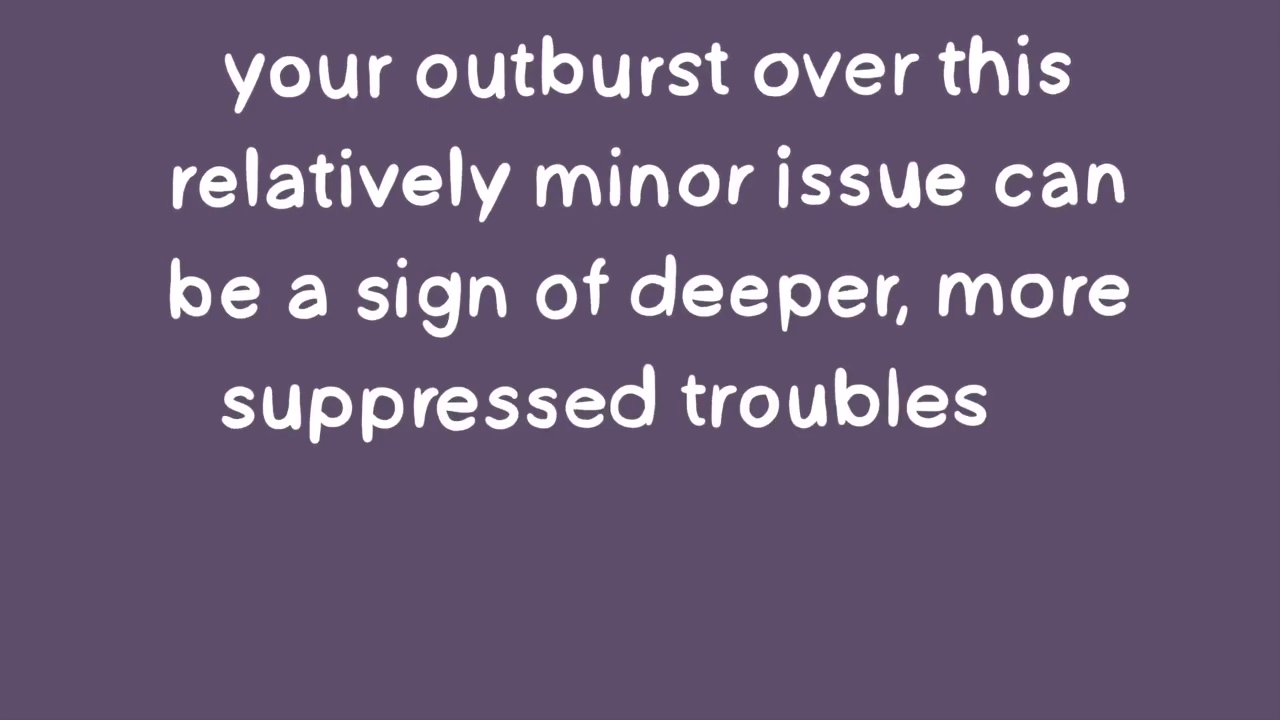 your outburst over this
relatively minor issue can
be a sign of deeper, more
suppressed troubles